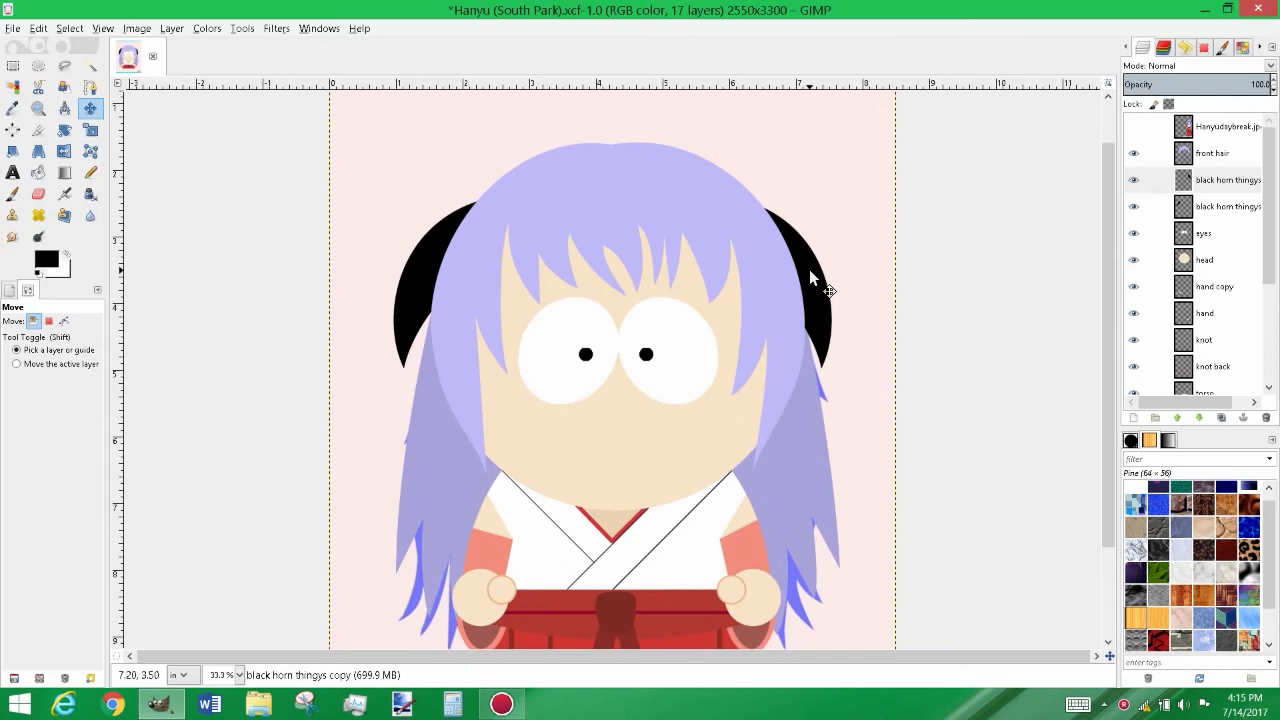 *Hanyu (South Park).xcf-1.0 (RGB color, 17 layers) 2550x3300 – GIMP
File Edit Select View Image Layer Colors Tools Filters Windows Help
Mode: Normal
Opacity 100.0
Lock:
Hanyudaybreak.jp
front hair
black horn thingys
black horn thingys
eyes
head
hand copy
hand
knot
knot back
torso
Move
Move:
Tool Toggle (Shift)
Pick a layer or guide
Move the active layer
filter
Pine (64 × 56)
enter tags
7.20, 3.50 in 33.3 % black horn thingys copy (699.9 MB)
4:15 PM
7/14/2017